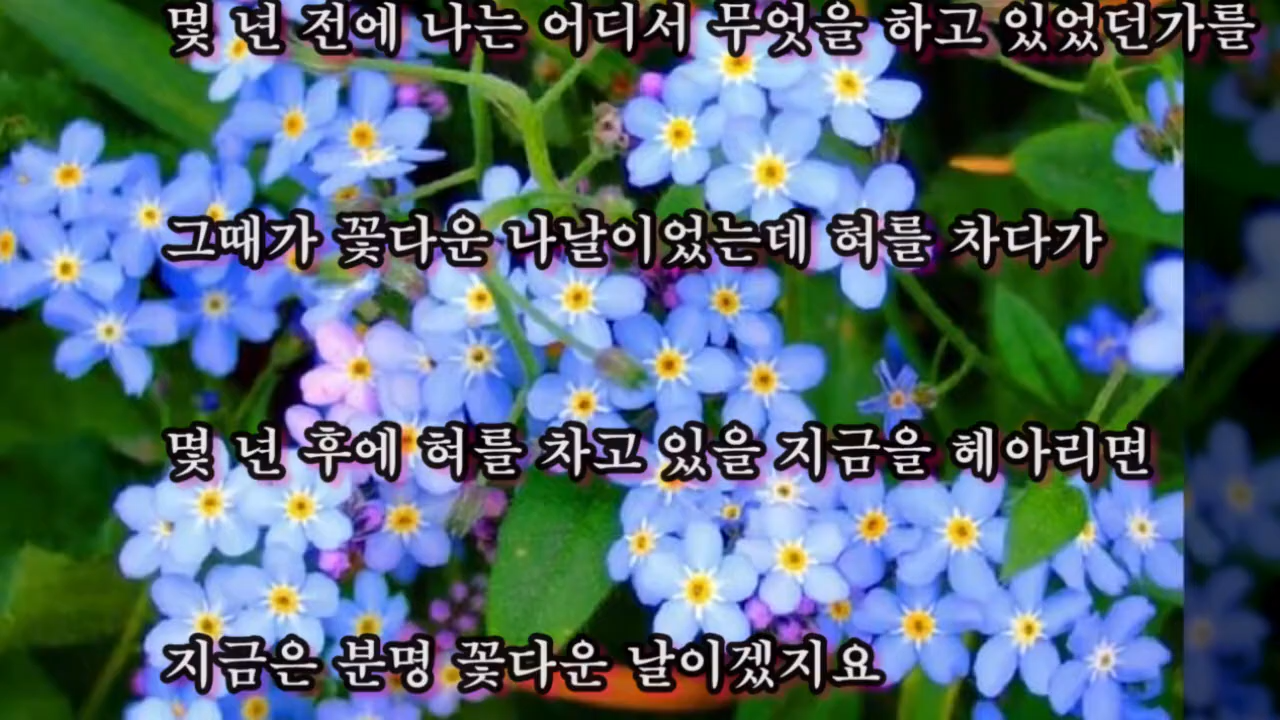 몇 년 전에 나는 어디서 무엇을 하고 있었던가를
그때가 꽃다운 나날이었는데 혀를 차다가
몇 년 후에 혀를 차고 있을 지금을 헤아리면
지금은 분명 꽃다운 날이겠지요